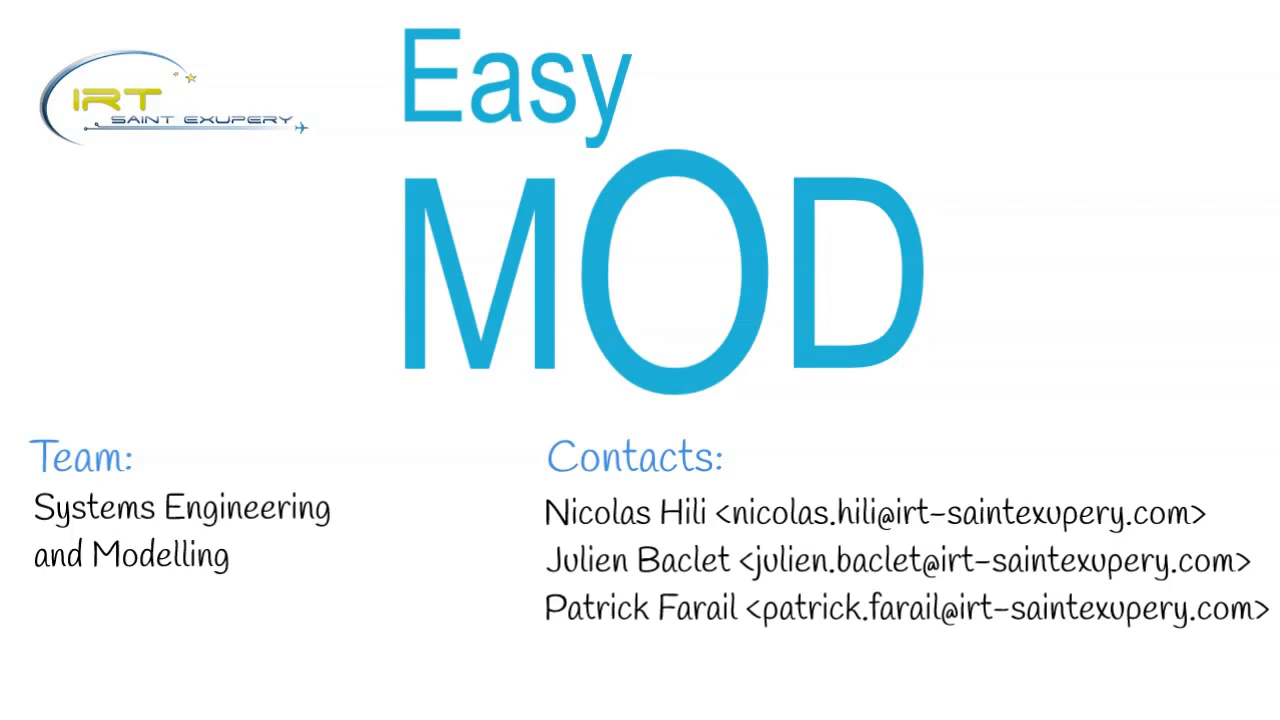 IRT
SAINT EXUPERY
Easy
MOD
Team:
Systems Engineering
and Modelling
Contacts:
Nicolas Hili <nicolas.hili@irt-saintexupery.com>
Julien Baclet <julien.baclet@irt-saintexupery.com>
Patrick Farail <patrick.farail@irt-saintexupery.com>